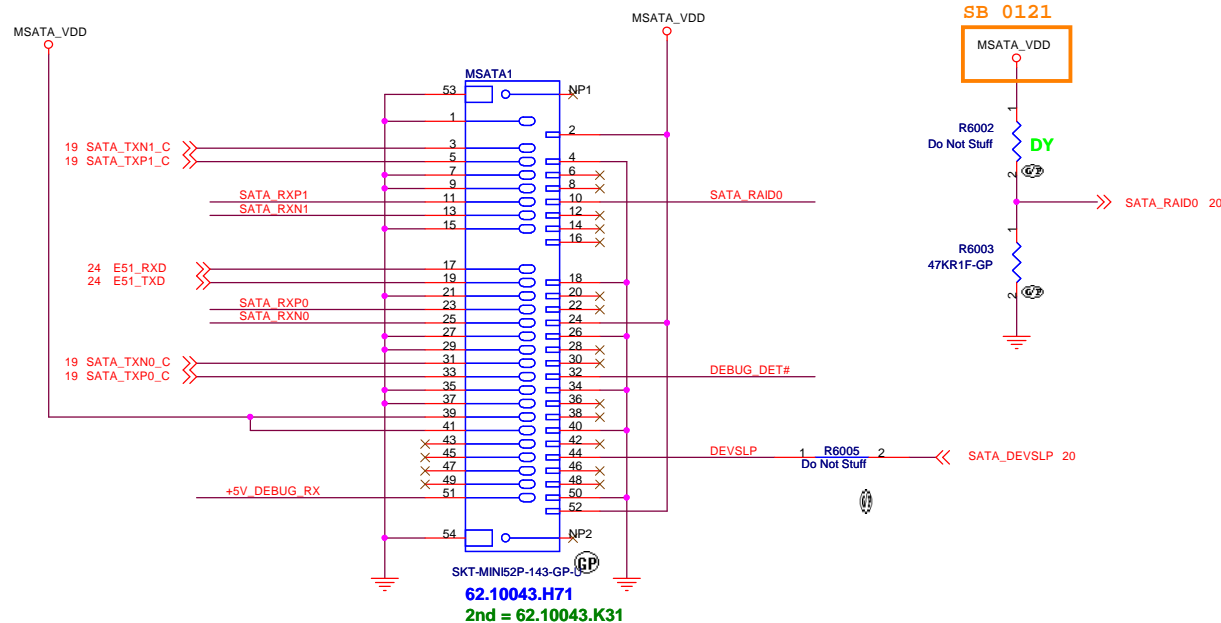 SB 0121
MSATA_VDD
MSATA_VDD
MSATA_VDD
MSATA1
53 NP1
1
2
19 SATA_TXN1_C 3
19 SATA_TXP1_C 5 4
7 6
9 8
SATA_RXP1 11 10 SATA_RAID0
SATA_RXN1 13 12
15 14
16
24 E51_RXD 17
24 E51_TXD 19 18
21 20
SATA_RXP0 23 22
SATA_RXN0 25 24
27 26
29 28
19 SATA_TXN0_C 31 30
19 SATA_TXP0_C 33 32 DEBUG_DET#
35 34
37 36
39 38
41 40
43 42
45 44 DEVSLP
47 46
49 48
+5V_DEBUG_RX 51 50
52
54 NP2
GP
SKT-MINI52P-143-GP-U
62.10043.H71
2nd = 62.10043.K31
1 R6005 2
Do Not Stuff
SATA_DEVSLP 20
G/P
1
R6002
Do Not Stuff
DY
2 G/P
SATA_RAID0 20
1
R6003
47KR1F-GP
2 G/P